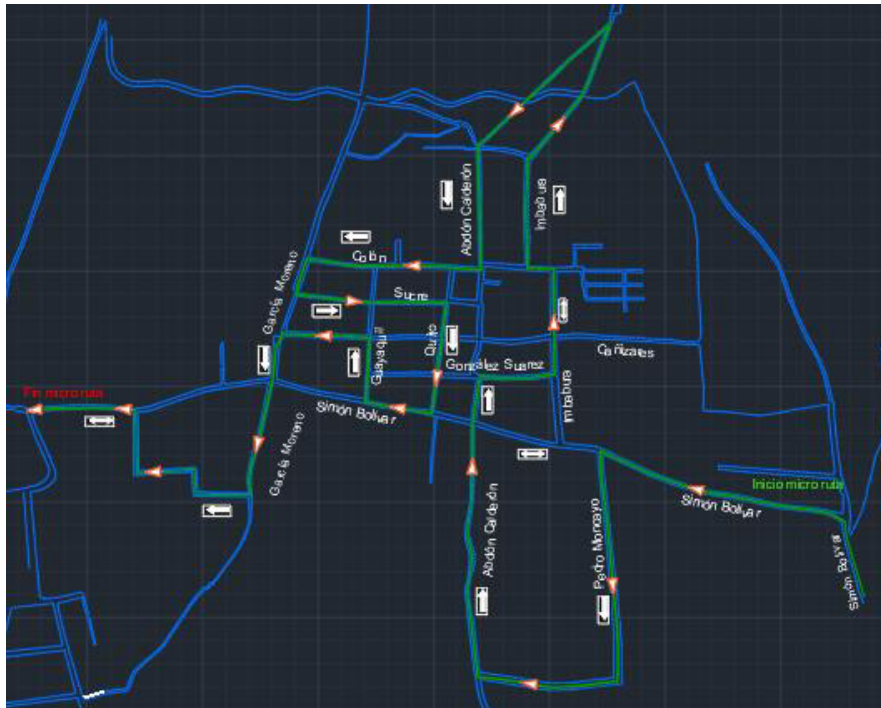 Abdón Calderón
Imbabura
Colón
García Moreno
Sucre
Quito
Guayaquil
Cañizares
González Suarez
Fin micro ruta
Simón Bolívar
Imbabura
García Moreno
Inicio micro ruta
Simón Bolívar
Abdón Calderón
Pedro Moncayo
Simón Bolívar